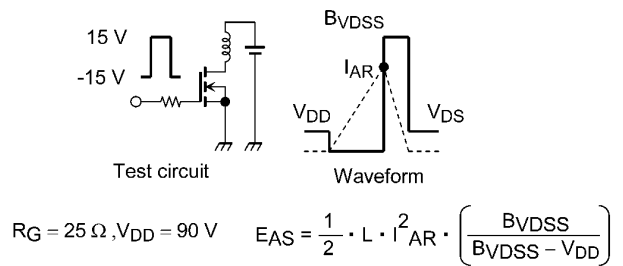 15 V
-15 V
Test circuit
BVDSS
IAR
VDD
VDS
Waveform
RG = 25 Ω ,VDD = 90 V
EAS = 1/2 · L · I²AR · (BVDSS / (BVDSS − VDD))